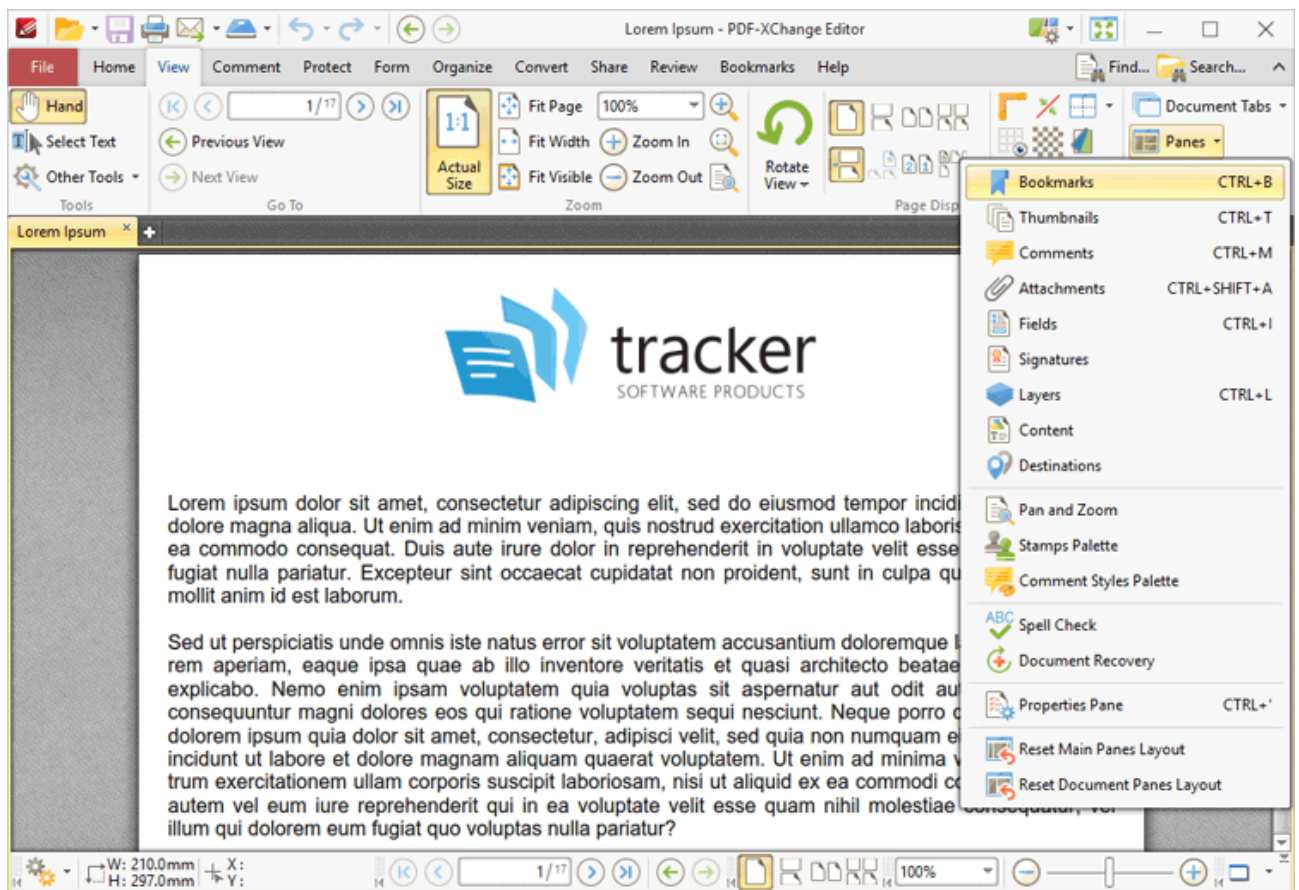 Lorem Ipsum - PDF-XChange Editor
File Home View Comment Protect Form Organize Convert Share Review Bookmarks Help Find... Search...
Hand 1/17 Fit Page 100% Document Tabs
Select Text Previous View 1:1 Fit Width Zoom In Panes
Other Tools Next View Actual Size Fit Visible Zoom Out Rotate View
Tools Go To Zoom Page Disp
Lorem Ipsum
Bookmarks CTRL+B
Thumbnails CTRL+T
Comments CTRL+M
Attachments CTRL+SHIFT+A
Fields CTRL+I
Signatures
Layers CTRL+L
Content
Destinations
Pan and Zoom
Stamps Palette
Comment Styles Palette
ABC Spell Check
Document Recovery
Properties Pane CTRL+'
Reset Main Panes Layout
Reset Document Panes Layout
tracker
SOFTWARE PRODUCTS
Lorem ipsum dolor sit amet, consectetur adipiscing elit, sed do eiusmod tempor incidi
dolore magna aliqua. Ut enim ad minim veniam, quis nostrud exercitation ullamco laboris
ea commodo consequat. Duis aute irure dolor in reprehenderit in voluptate velit esse
fugiat nulla pariatur. Excepteur sint occaecat cupidatat non proident, sunt in culpa qu
mollit anim id est laborum.
Sed ut perspiciatis unde omnis iste natus error sit voluptatem accusantium doloremque
rem aperiam, eaque ipsa quae ab illo inventore veritatis et quasi architecto beatae
explicabo. Nemo enim ipsam voluptatem quia voluptas sit aspernatur aut odit aut
consequuntur magni dolores eos qui ratione voluptatem sequi nesciunt. Neque porro
dolorem ipsum quia dolor sit amet, consectetur, adipisci velit, sed quia non numquam e
incidunt ut labore et dolore magnam aliquam quaerat voluptatem. Ut enim ad minima
trum exercitationem ullam corporis suscipit laboriosam, nisi ut aliquid ex ea commodi
autem vel eum iure reprehenderit qui in ea voluptate velit esse quam nihil molestiae consequatur, vel
illum qui dolorem eum fugiat quo voluptas nulla pariatur?
W: 210.0mm X:
H: 297.0mm Y:
1/17 100%